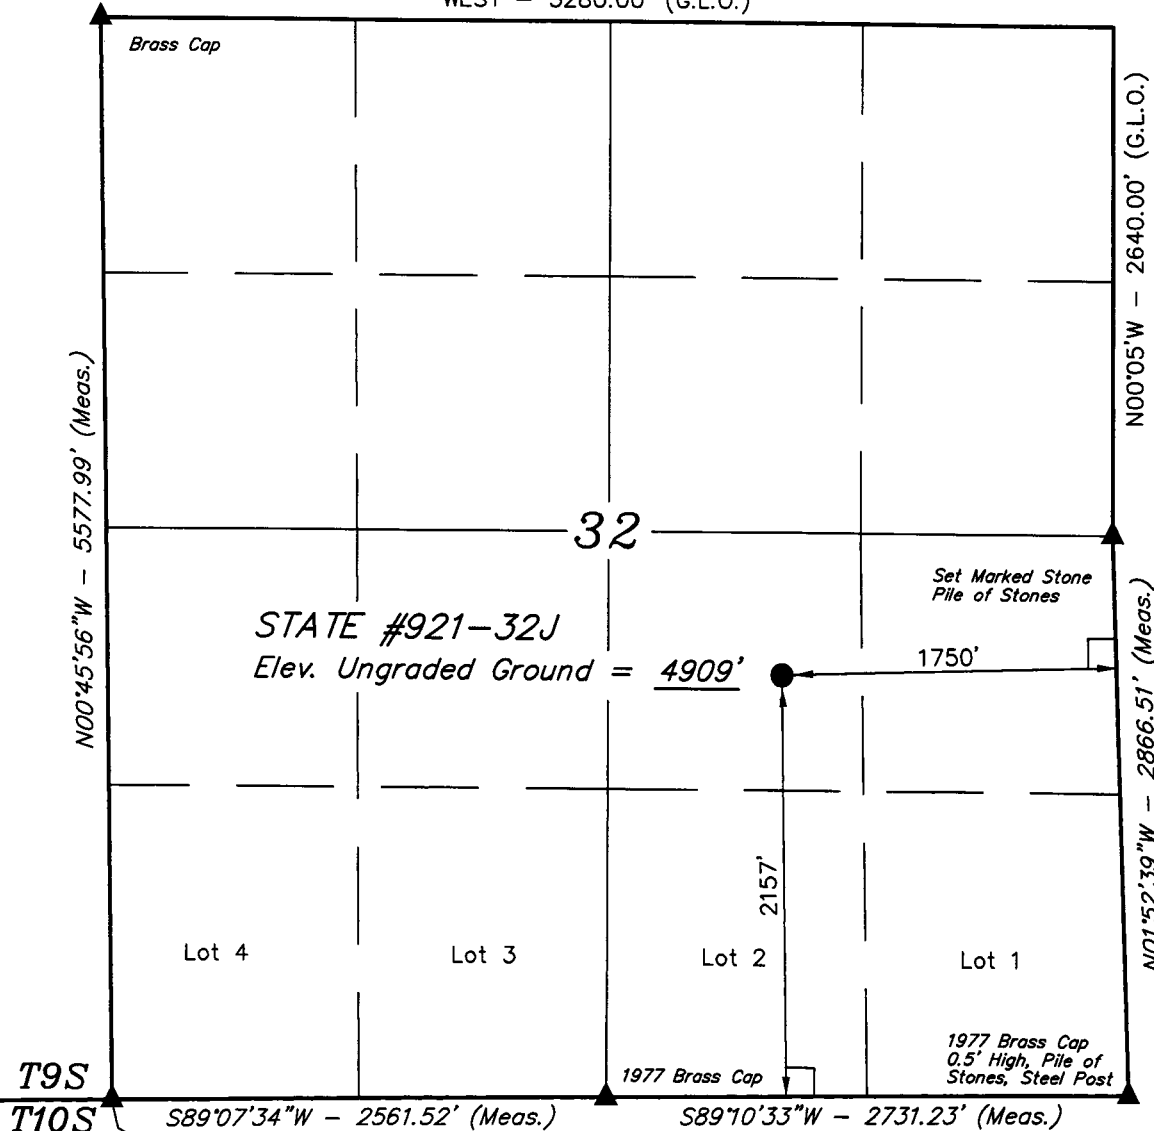 WEST - 5280.00' (G.L.O.)
Brass Cap
N00°05'W - 2640.00' (G.L.O.)
N00°45'56"W - 5577.99' (Meas.)
32
Set Marked Stone
Pile of Stones
STATE #921-32J
Elev. Ungraded Ground = 4909'
1750'
N01°52'39"W - 2866.51' (Meas.)
2157'
Lot 4
Lot 3
Lot 2
Lot 1
1977 Brass Cap
0.5' High, Pile of
Stones, Steel Post
1977 Brass Cap
T9S
T10S
S89°07'34"W - 2561.52' (Meas.)
S89°10'33"W - 2731.23' (Meas.)